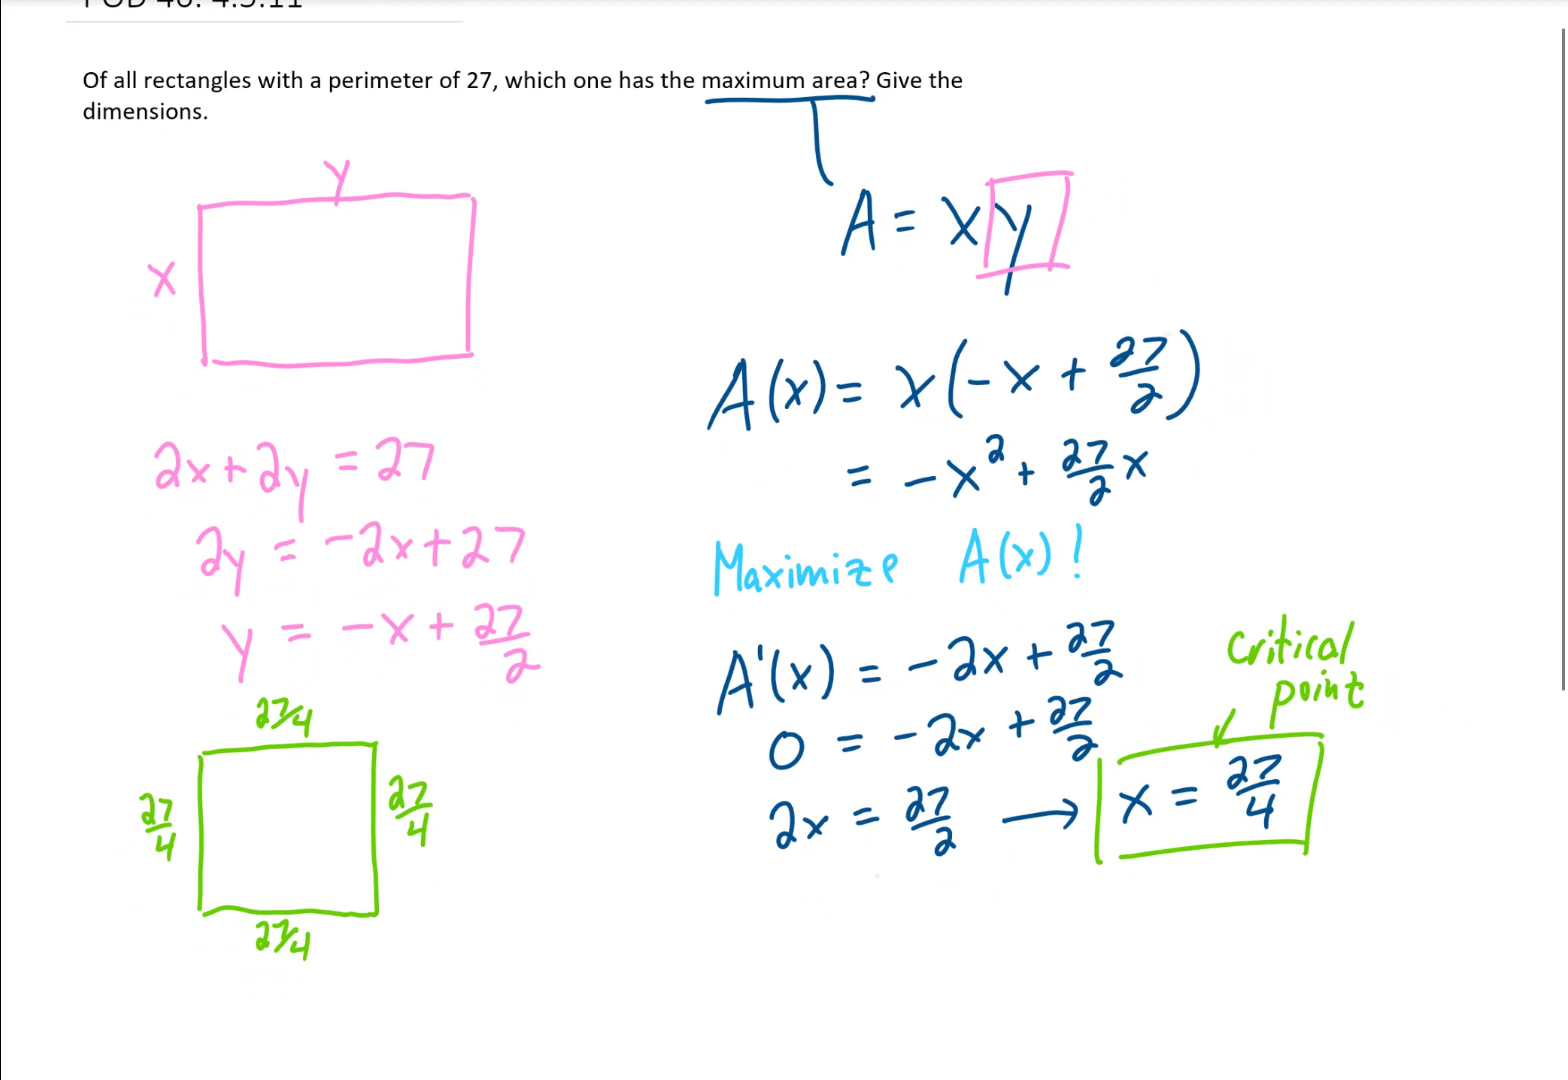 Of all rectangles with a perimeter of 27, which one has the maximum area? Give the
dimensions.
y
x
2x+2y = 27
2y = -2x+27
y = -x + 27/2
27/4
27/4
27/4
27/4
A = xy
A(x) = x(-x + 27/2)
= -x² + 27/2 x
Maximize A(x)!
A'(x) = -2x + 27/2
0 = -2x + 27/2
2x = 27/2 → x = 27/4
critical
point